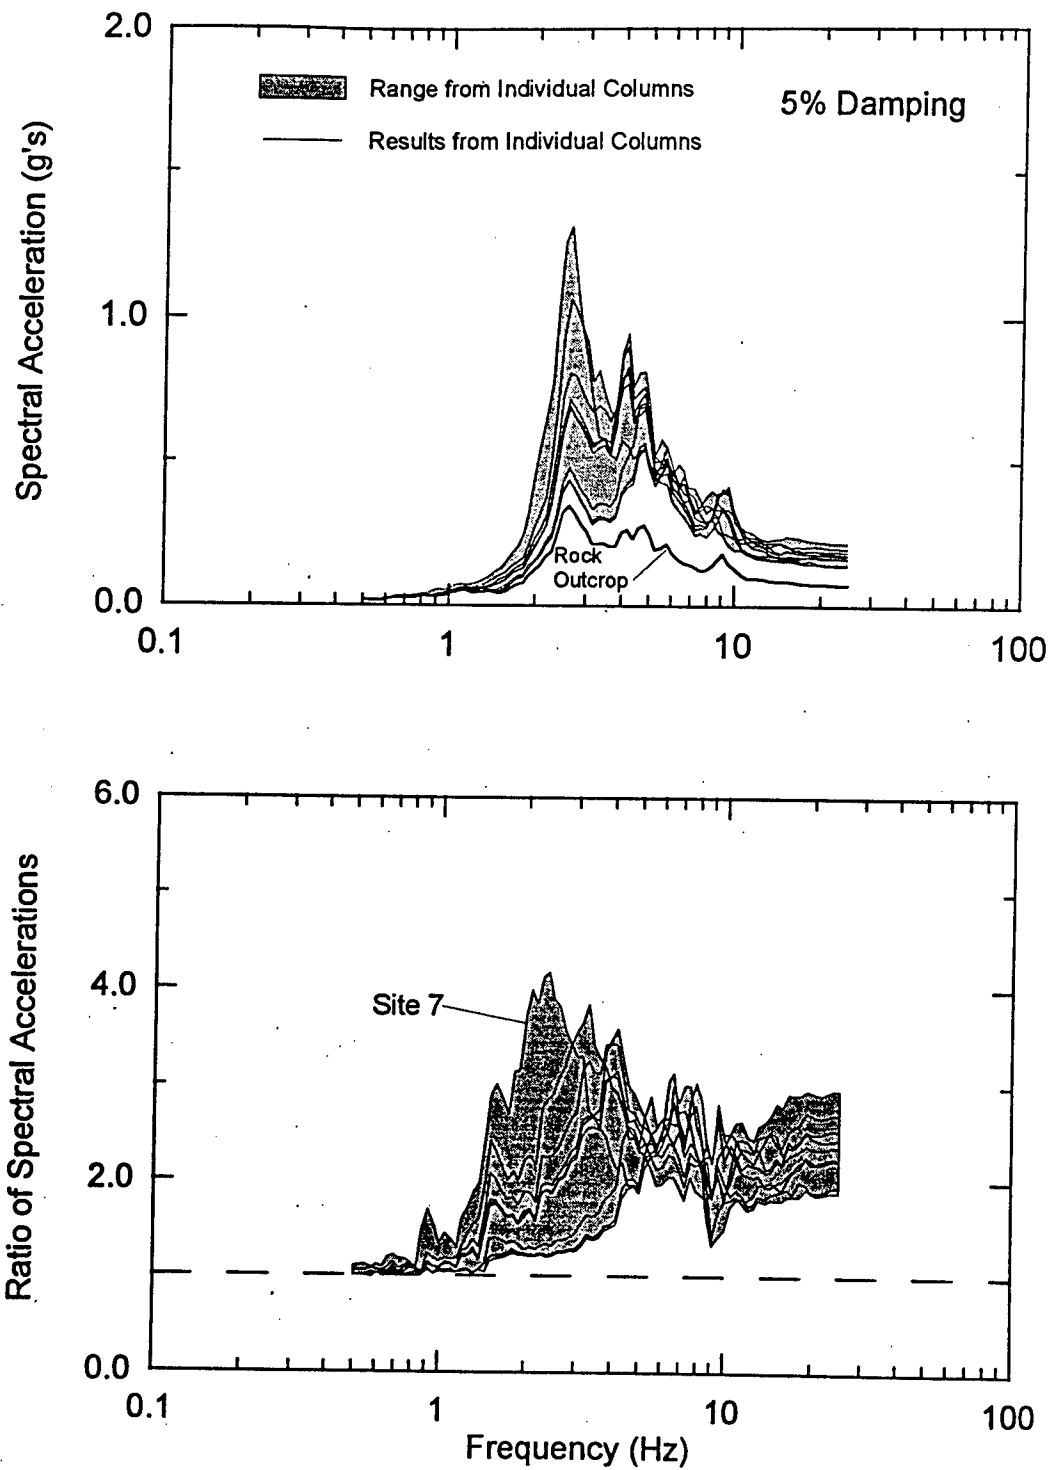 2.0
Range from Individual Columns
5% Damping
Results from Individual Columns
Spectral Acceleration (g's)
1.0
Rock
Outcrop
0.0
0.1
1
10
100
6.0
Ratio of Spectral Accelerations
4.0
Site 7
2.0
0.0
0.1
1
10
100
Frequency (Hz)